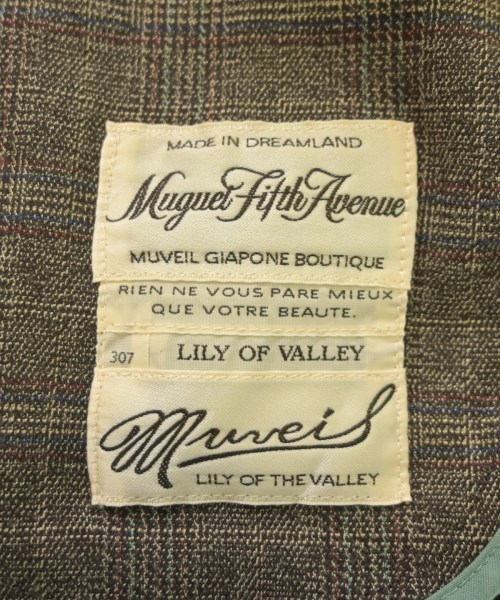 MADE IN DREAMLAND
Muguet Fifth Avenue
MUVEIL GIAPONE BOUTIQUE
RIEN NE VOUS PARE MIEUX
QUE VOTRE BEAUTE.
307 LILY OF VALLEY
Muveil
LILY OF THE VALLEY